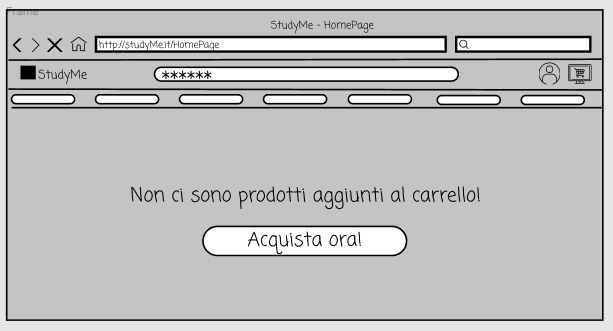 Frame
StudyMe - HomePage
http://studyMe.it/HomePage
StudyMe
******
Non ci sono prodotti aggiunti al carrello!
Acquista ora!